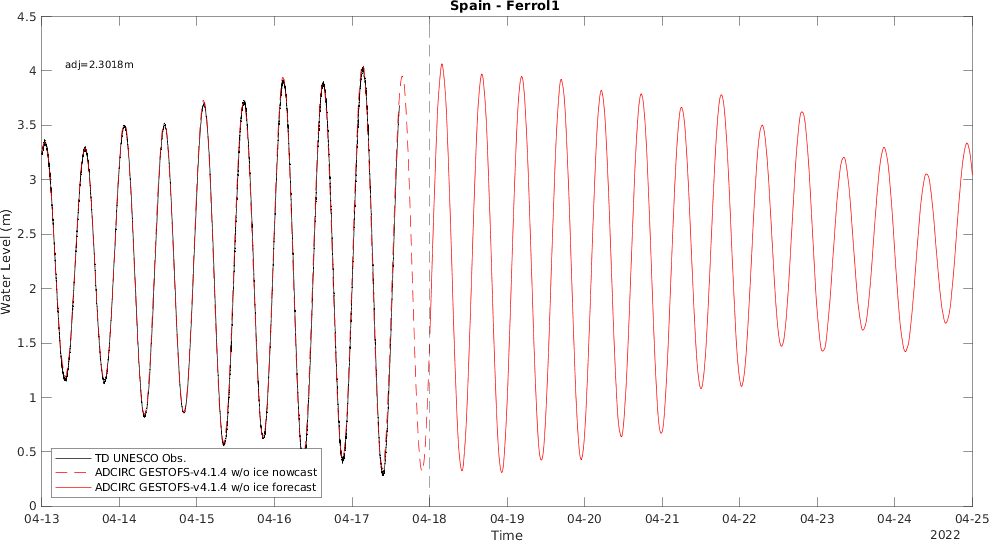 Spain - Ferrol1
4.5
4
3.5
3
2.5
2
1.5
1
0.5
0
Water Level (m)
adj=2.3018m
TD UNESCO Obs.
ADCIRC GESTOFS-v4.1.4 w/o ice nowcast
ADCIRC GESTOFS-v4.1.4 w/o ice forecast
04-13 04-14 04-15 04-16 04-17 04-18 04-19 04-20 04-21 04-22 04-23 04-24 04-25
Time
2022